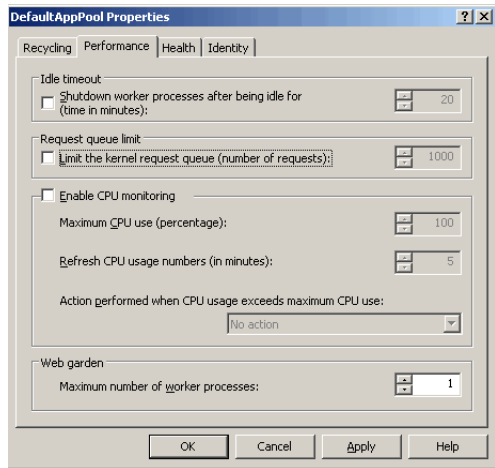 DefaultAppPool Properties
Recycling Performance Health Identity
Idle timeout
Shutdown worker processes after being idle for
(time in minutes):
20
Request queue limit
Limit the kernel request queue (number of requests):
1000
Enable CPU monitoring
Maximum CPU use (percentage):
100
Refresh CPU usage numbers (in minutes):
5
Action performed when CPU usage exceeds maximum CPU use:
No action
Web garden
Maximum number of worker processes:
1
OK Cancel Apply Help